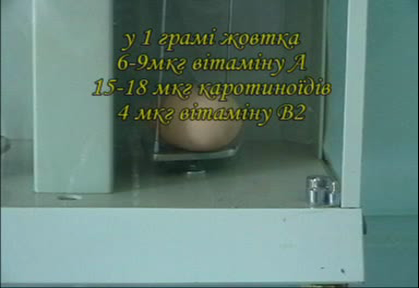 у 1 грамі жовтка
6-9мкг вітаміну А
15-18 мкг каротиноїдів
4 мкг вітаміну В2